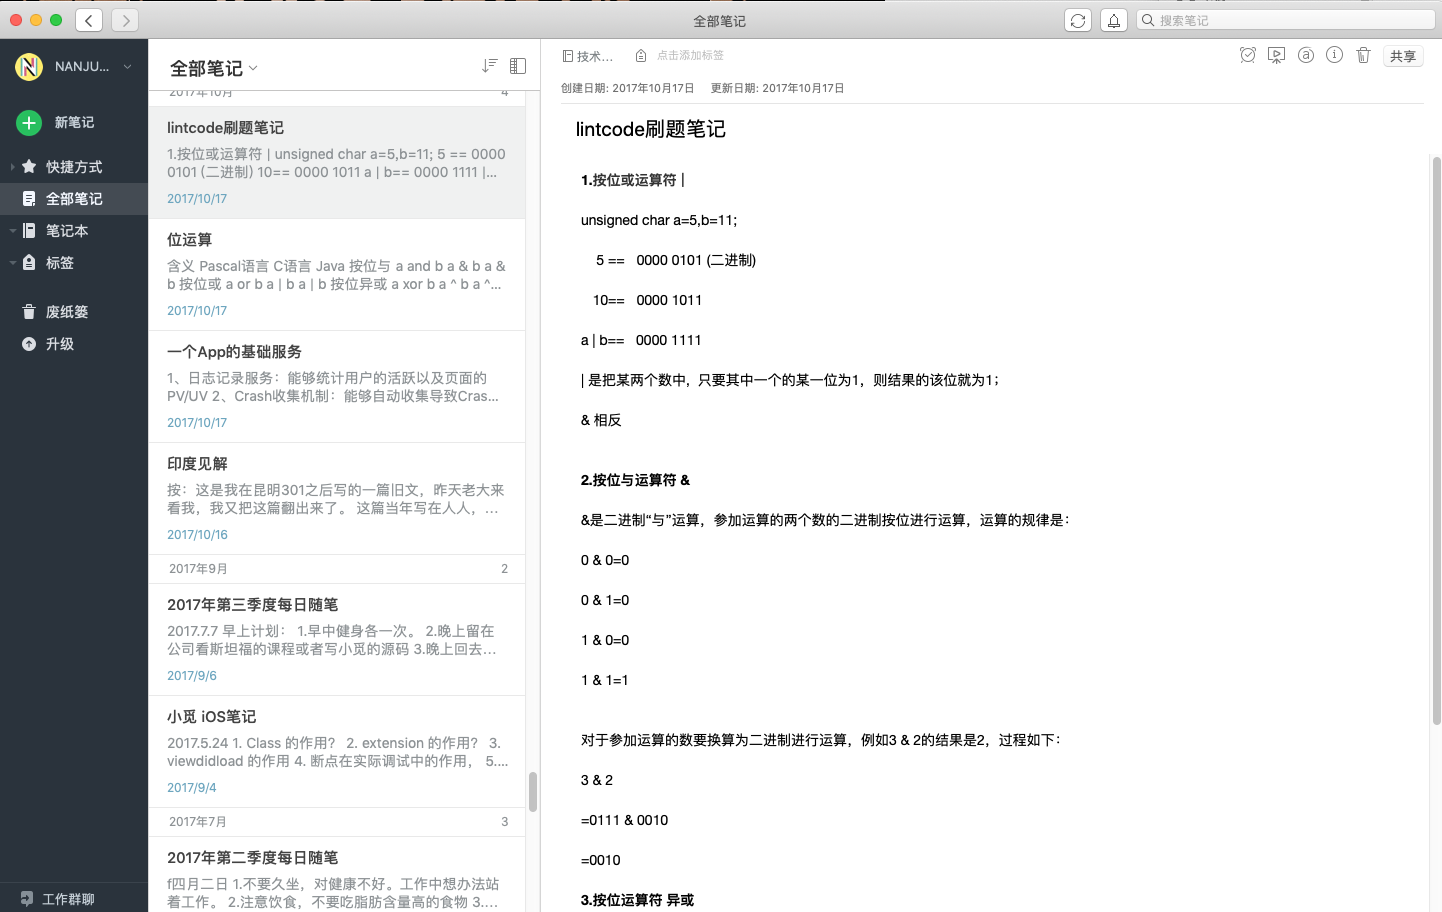 全部笔记
搜索笔记
NANJU...
新笔记
快捷方式
全部笔记
笔记本
标签
废纸篓
升级
工作群聊
全部笔记
2017年10月 4
lintcode刷题笔记
1.按位或运算符 | unsigned char a=5,b=11; 5 == 0000
0101 (二进制) 10== 0000 1011 a | b== 0000 1111 |...
2017/10/17
位运算
含义 Pascal语言 C语言 Java 按位与 a and b a & b a &
b 按位或 a or b a | b a | b 按位异或 a xor b a ^ b a ^...
2017/10/17
一个App的基础服务
1、日志记录服务：能够统计用户的活跃以及页面的
PV/UV 2、Crash收集机制：能够自动收集导致Cras...
2017/10/17
印度见解
按：这是我在昆明301之后写的一篇旧文，昨天老大来
看我，我又把这篇翻出来了。 这篇当年写在人人，...
2017/10/16
2017年9月 2
2017年第三季度每日随笔
2017.7.7 早上计划： 1.早中健身各一次。 2.晚上留在
公司看斯坦福的课程或者写小觅的源码 3.晚上回去...
2017/9/6
小觅 iOS笔记
2017.5.24 1. Class 的作用？ 2. extension 的作用？ 3.
viewdidload 的作用 4. 断点在实际调试中的作用， 5....
2017/9/4
2017年7月 3
2017年第二季度每日随笔
f四月二日 1.不要久坐，对健康不好。工作中想办法站
着工作。 2.注意饮食，不要吃脂肪含量高的食物 3....
技术... 点击添加标签
共享
创建日期: 2017年10月17日 更新日期: 2017年10月17日
lintcode刷题笔记
1.按位或运算符 |
unsigned char a=5,b=11;
5 == 0000 0101 (二进制)
10== 0000 1011
a | b== 0000 1111
| 是把某两个数中，只要其中一个的某一位为1，则结果的该位就为1；
& 相反
2.按位与运算符 &
&是二进制“与”运算，参加运算的两个数的二进制按位进行运算，运算的规律是：
0 & 0=0
0 & 1=0
1 & 0=0
1 & 1=1
对于参加运算的数要换算为二进制进行运算，例如3 & 2的结果是2，过程如下：
3 & 2
=0111 & 0010
=0010
3.按位运算符 异或